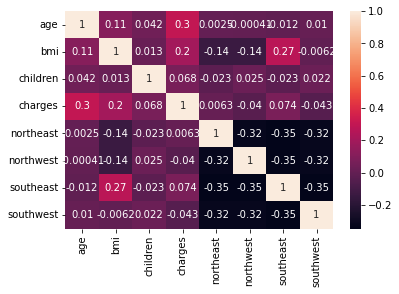 age 1 0.11 0.042 0.3 0.0025 -0.00041 -0.012 0.01
bmi 0.11 1 0.013 0.2 -0.14 -0.14 0.27 -0.0062
children 0.042 0.013 1 0.068 -0.023 0.025 -0.023 0.022
charges 0.3 0.2 0.068 1 0.0063 -0.04 0.074 -0.043
northeast 0.0025 -0.14 -0.023 0.0063 1 -0.32 -0.35 -0.32
northwest -0.00041 -0.14 0.025 -0.04 -0.32 1 -0.35 -0.32
southeast -0.012 0.27 -0.023 0.074 -0.35 -0.35 1 -0.35
southwest 0.01 -0.0062 0.022 -0.043 -0.32 -0.32 -0.35 1
age bmi children charges northeast northwest southeast southwest
1.0
0.8
0.6
0.4
0.2
0.0
−0.2